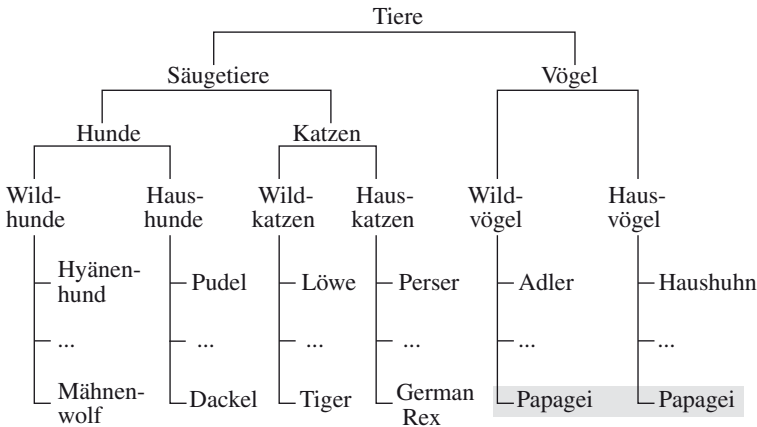 Tiere
Säugetiere
Vögel
Hunde
Katzen
Wild-
hunde
Haus-
hunde
Wild-
katzen
Haus-
katzen
Wild-
vögel
Haus-
vögel
Hyänen-
hund
Pudel
Löwe
Perser
Adler
Haushuhn
...
...
...
...
...
...
Mähnen-
wolf
Dackel
Tiger
German
Rex
Papagei
Papagei